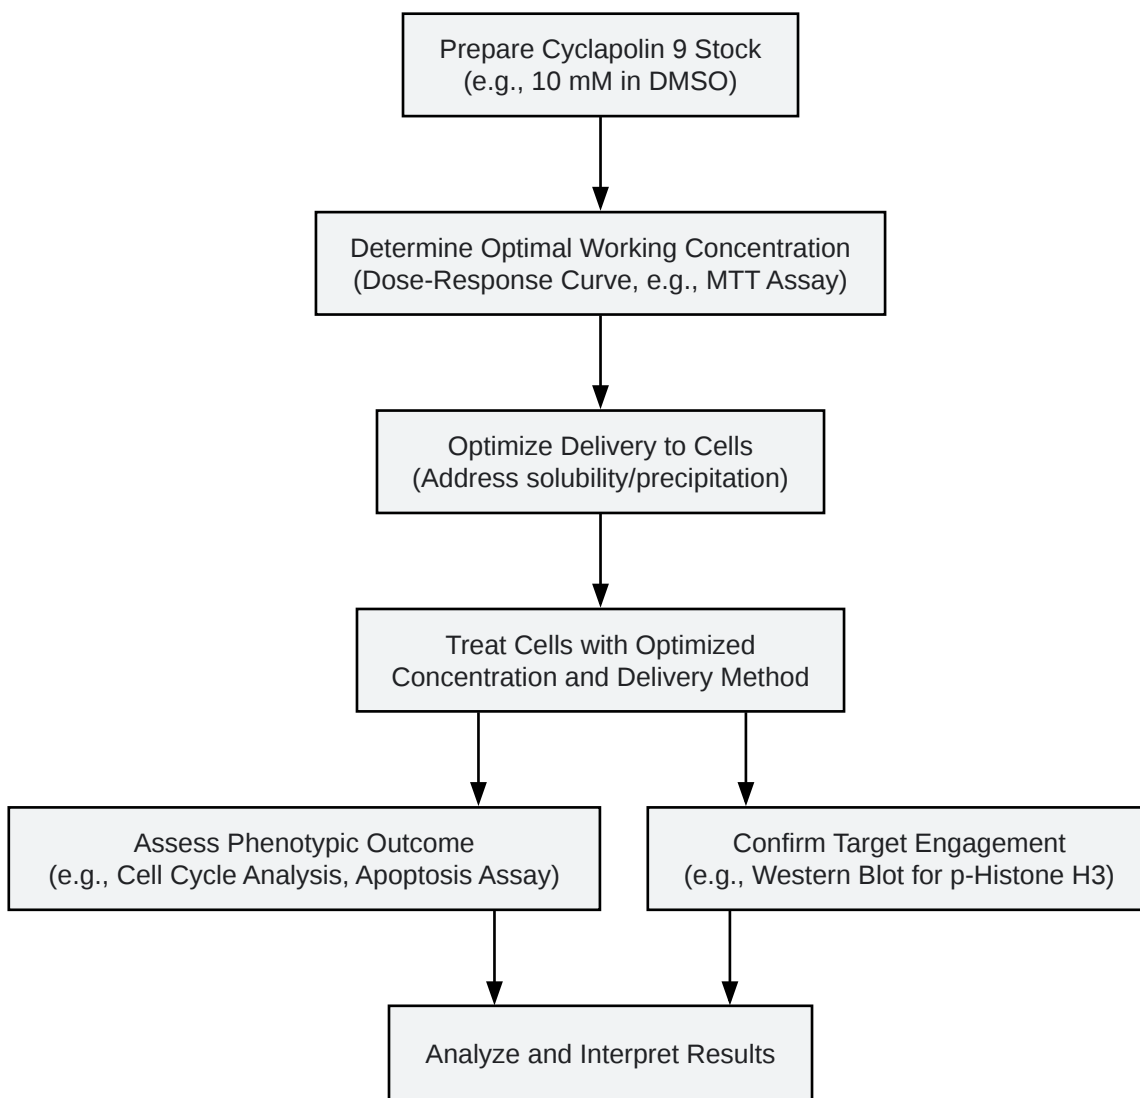 Prepare Cyclapolin 9 Stock
(e.g., 10 mM in DMSO)
Determine Optimal Working Concentration
(Dose-Response Curve, e.g., MTT Assay)
Optimize Delivery to Cells
(Address solubility/precipitation)
Treat Cells with Optimized
Concentration and Delivery Method
Assess Phenotypic Outcome
(e.g., Cell Cycle Analysis, Apoptosis Assay)
Confirm Target Engagement
(e.g., Western Blot for p-Histone H3)
Analyze and Interpret Results